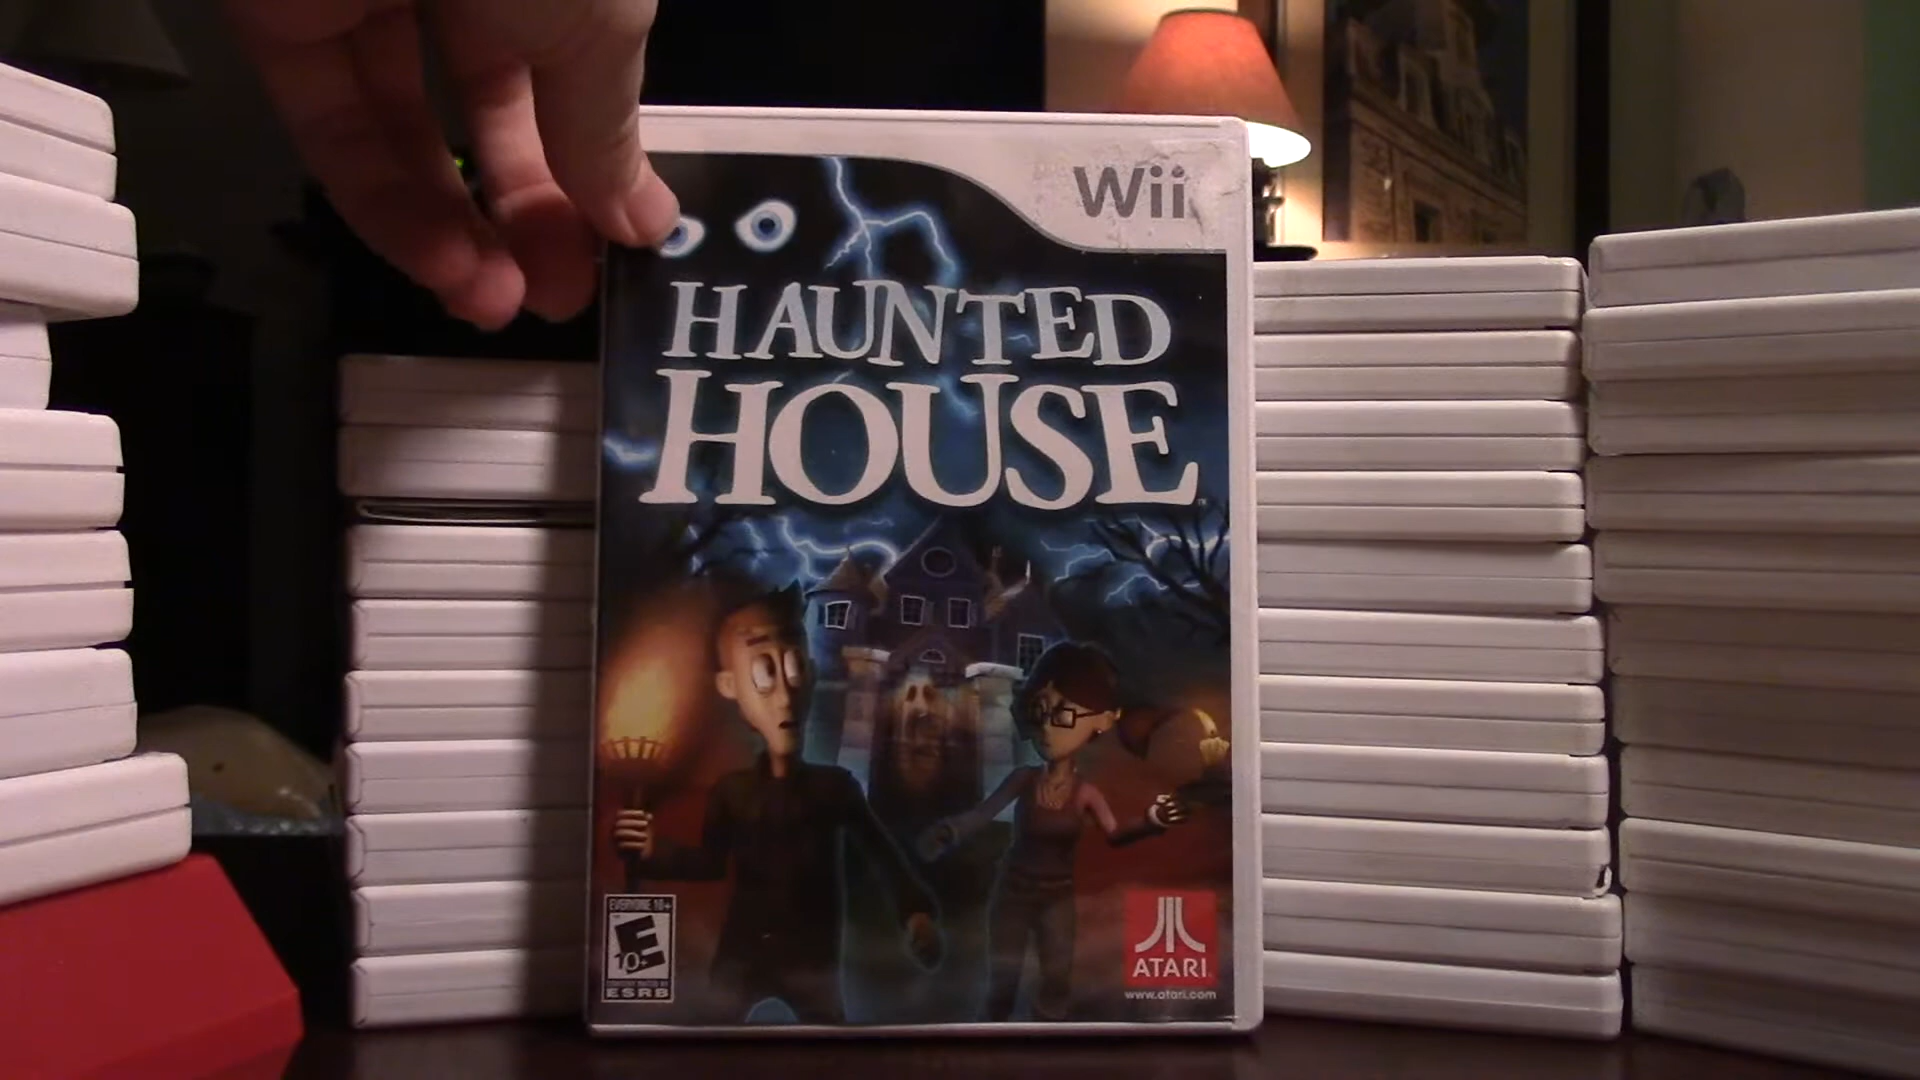 Wii
HAUNTED
HOUSE
EVERYONE 10+
E
10+
ESRB
ATARI
www.atari.com